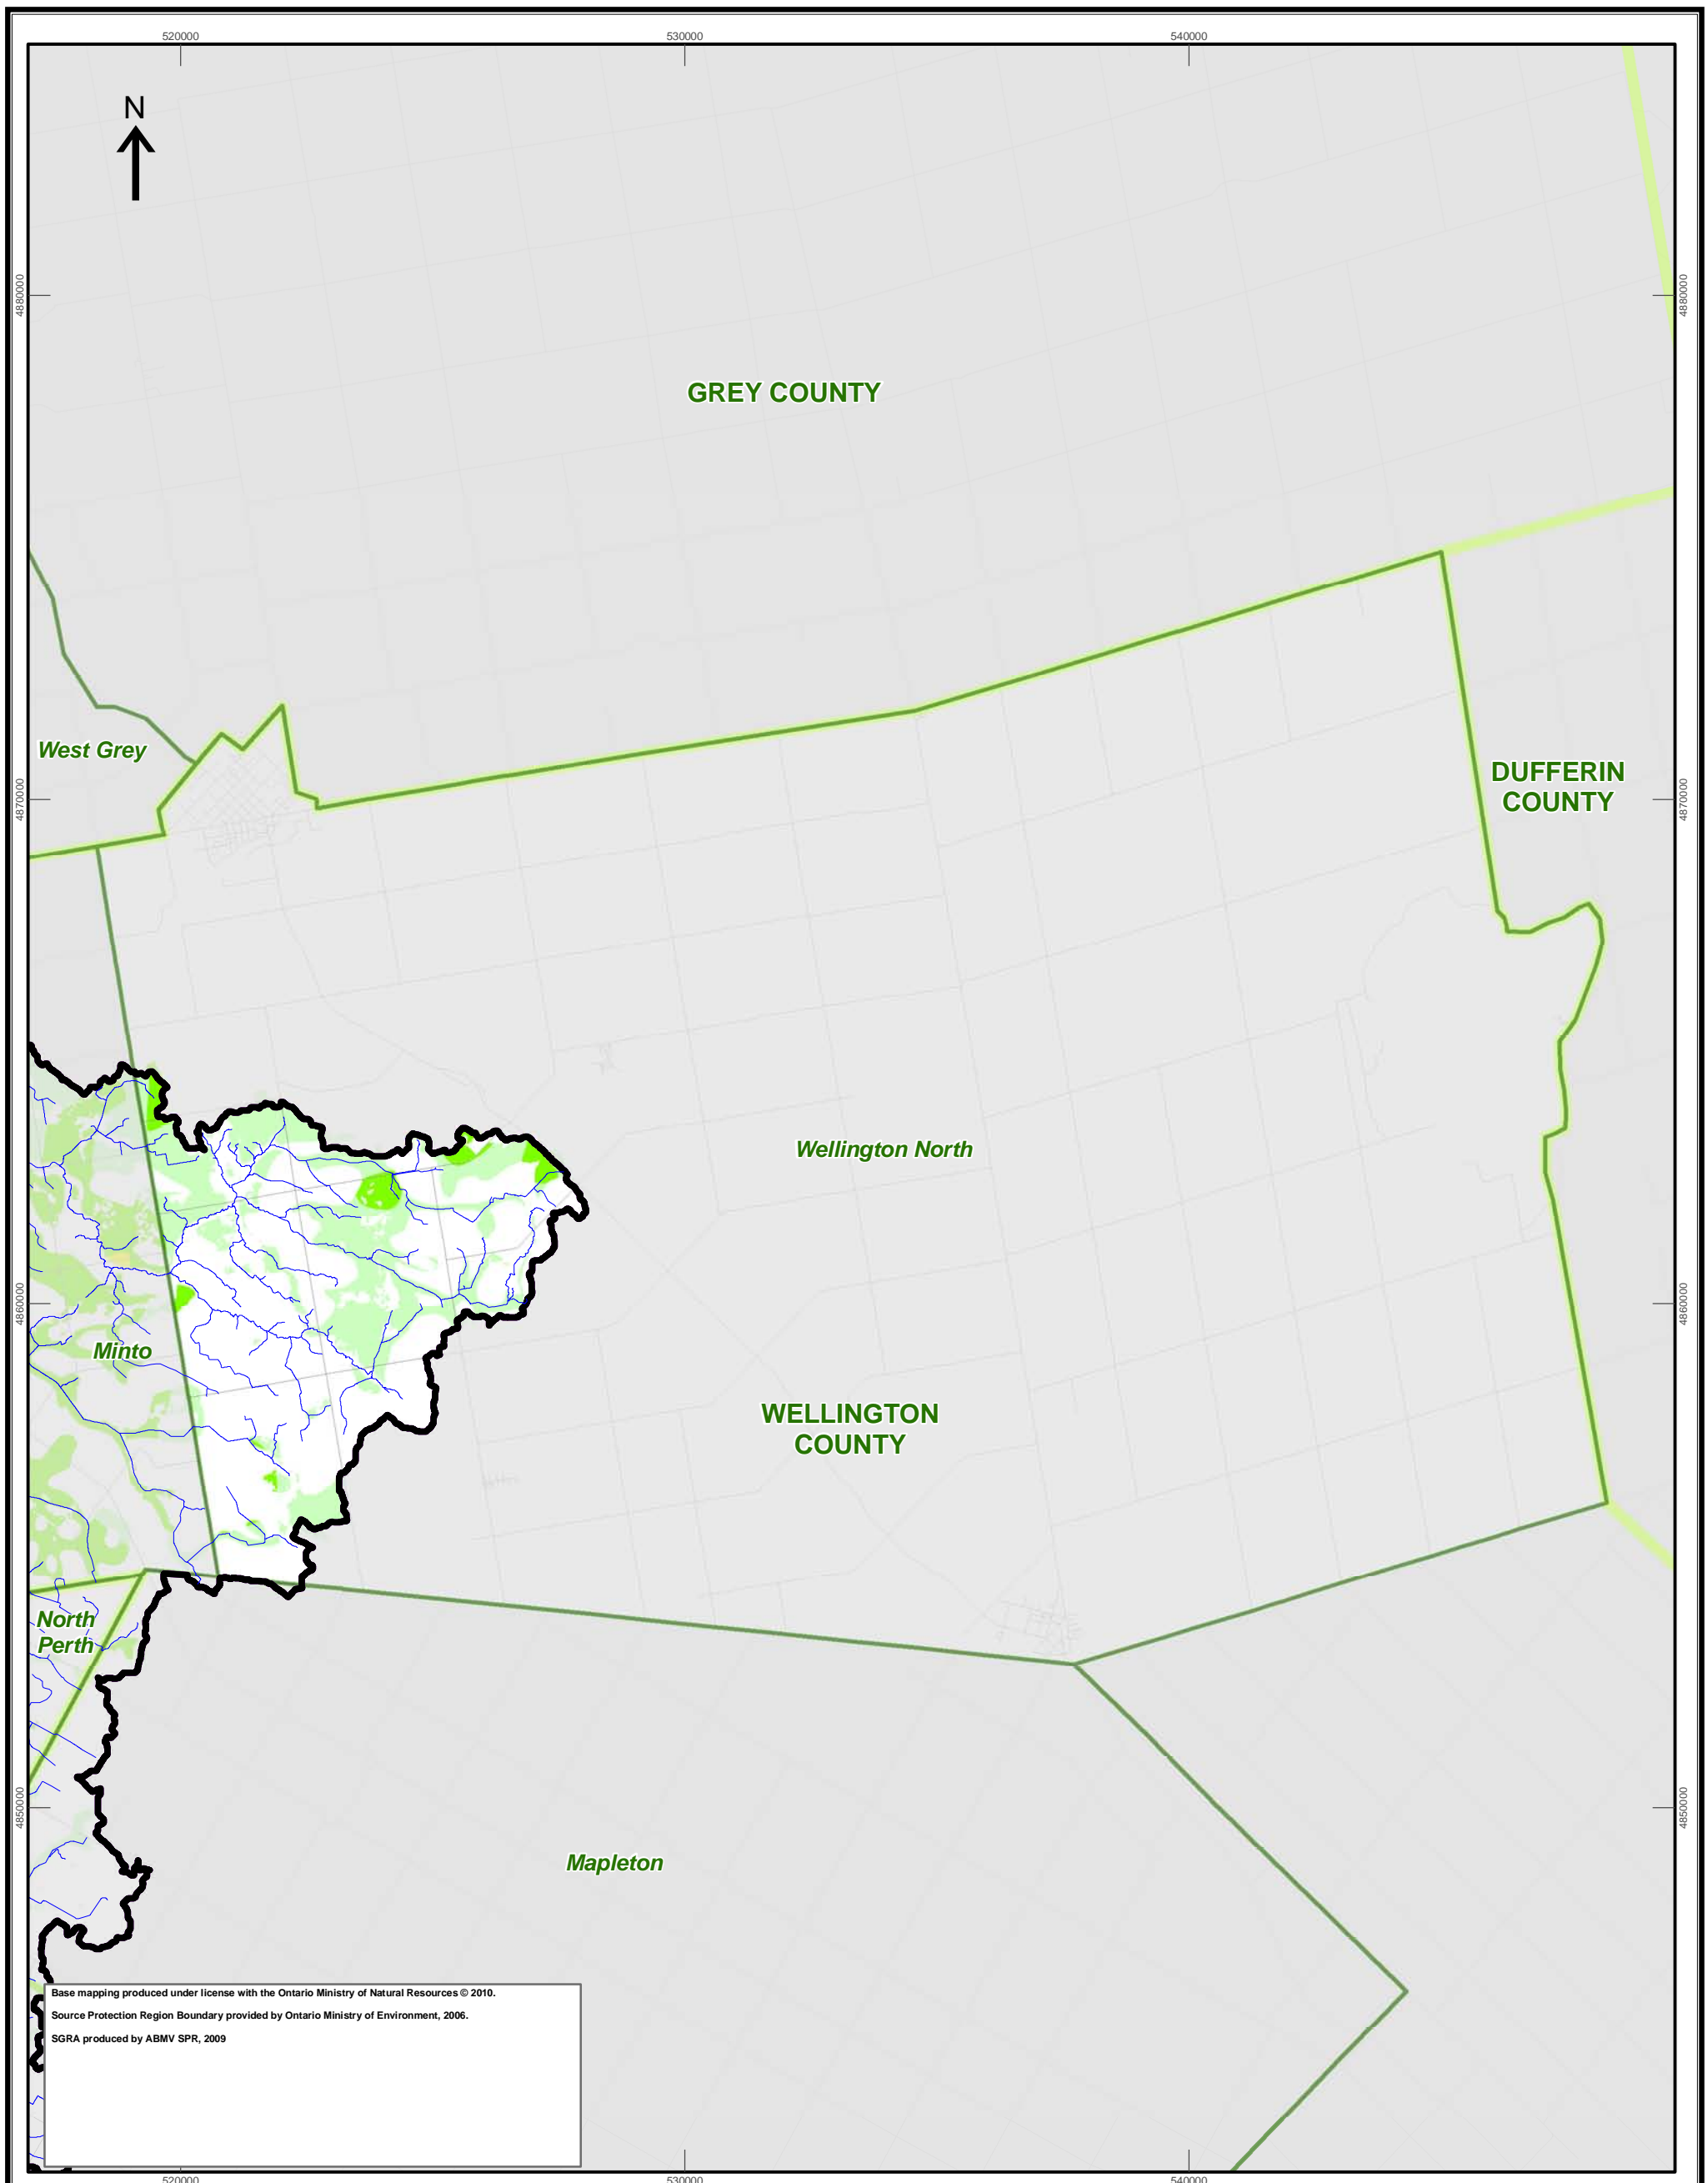 520000
530000
540000
N
4880000
4880000
GREY COUNTY
West Grey
DUFFERIN
COUNTY
4870000
4870000
Wellington North
4860000
4860000
Minto
WELLINGTON
COUNTY
North
Perth
4850000
4850000
Mapleton
Base mapping produced under license with the Ontario Ministry of Natural Resources © 2010.
Source Protection Region Boundary provided by Ontario Ministry of Environment, 2006.
SGRA produced by ABMV SPR, 2009
520000
530000
540000